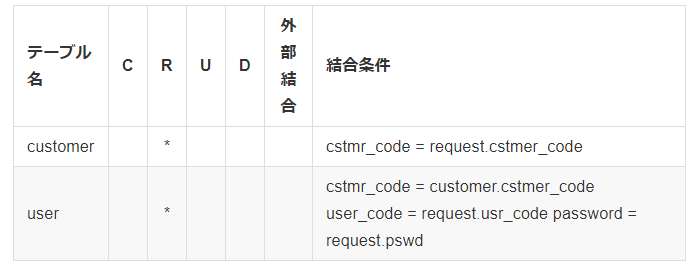 テーブル名 C R U D 外部結合 結合条件
customer * cstmr_code = request.cstmer_code
user * cstmr_code = customer.cstmer_code
user_code = request.usr_code password =
request.pswd